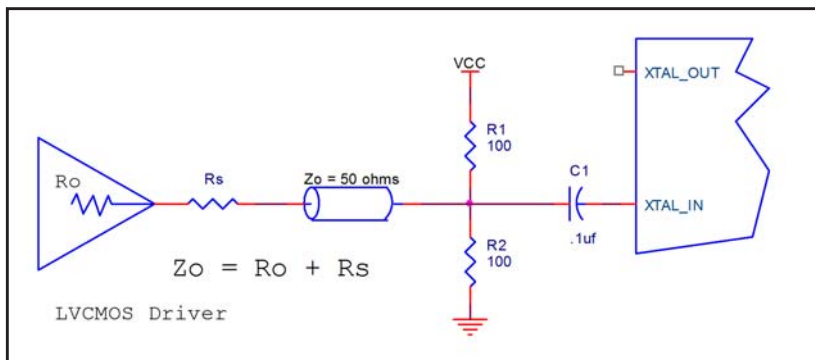 VCC
XTAL_OUT
R1
100
Ro
Rs
Zo = 50 ohms
C1
XTAL_IN
.1uf
R2
100
Zo = Ro + Rs
LVCMOS Driver